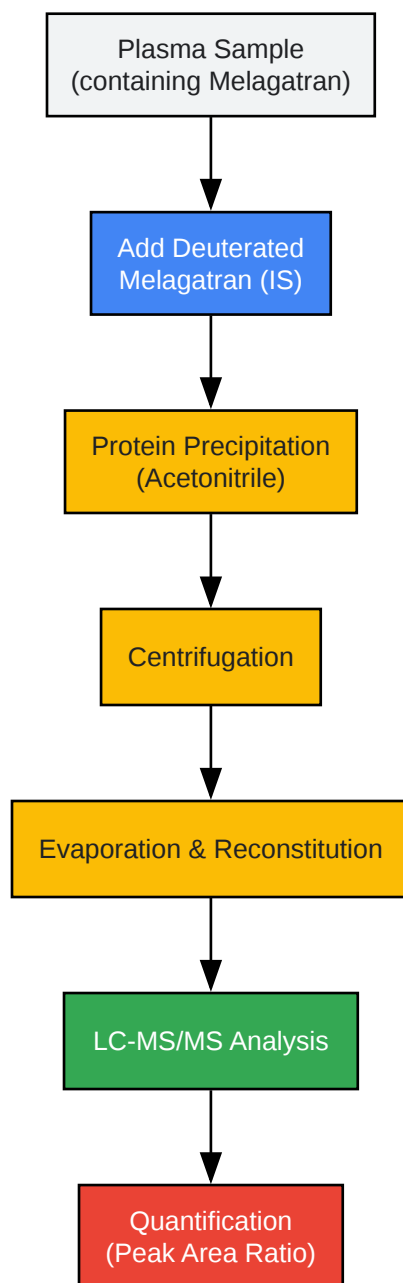 Plasma Sample
(containing Melagatran)
Add Deuterated
Melagatran (IS)
Protein Precipitation
(Acetonitrile)
Centrifugation
Evaporation & Reconstitution
LC-MS/MS Analysis
Quantification
(Peak Area Ratio)